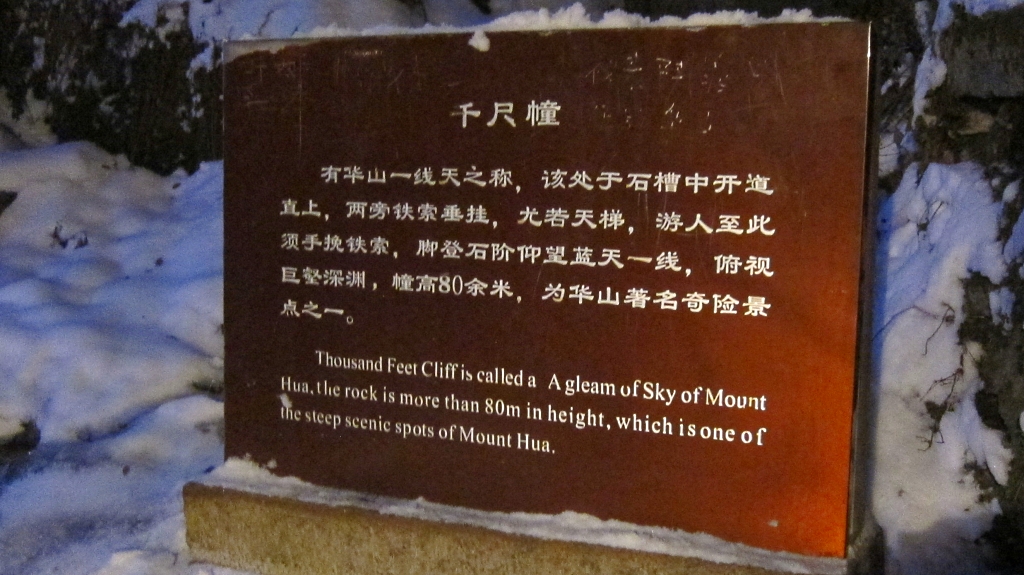 千尺幢
有华山一线天之称，该处于石槽中开道
直上，两旁铁索垂挂，尤若天梯，游人至此
须手挽铁索，脚登石阶仰望蓝天一线，俯视
巨壑深渊，幢高80余米，为华山著名奇险景
点之一。
Thousand Feet Cliff is called a A gleam of Sky of Mount
Hua, the rock is more than 80m in height, which is one of
the steep scenic spots of Mount Hua.